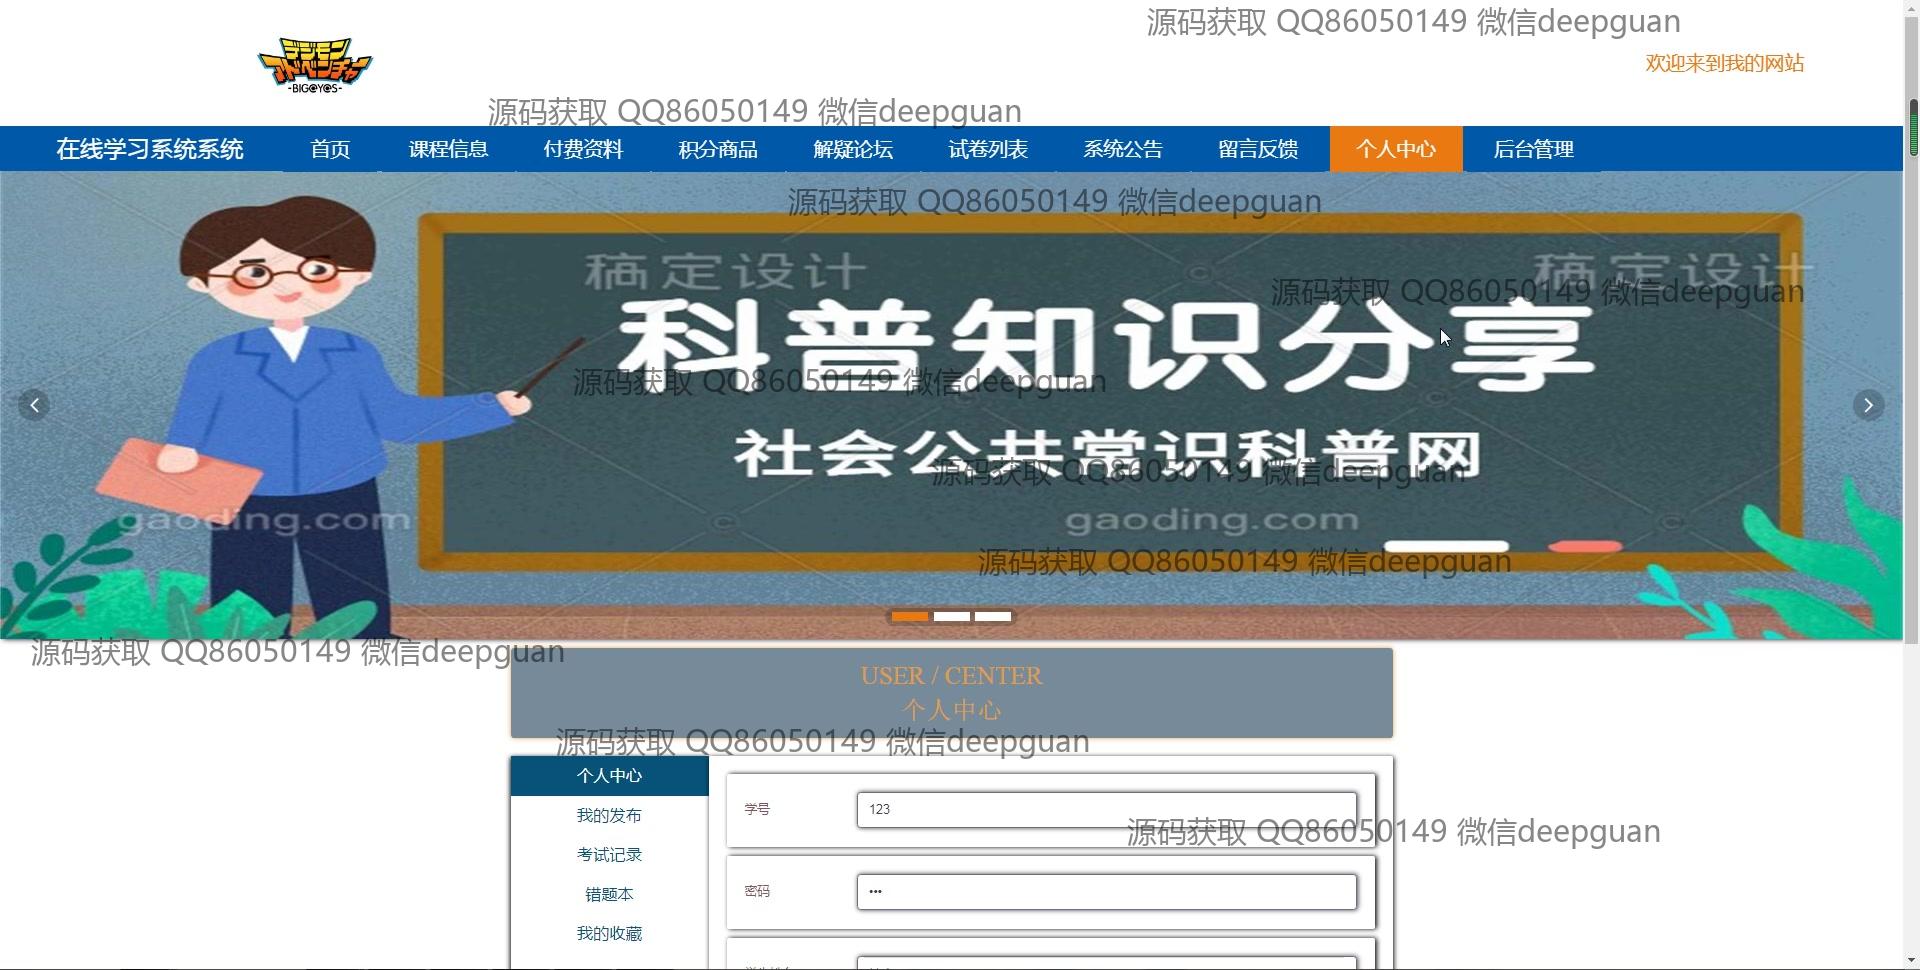 源码获取 QQ86050149 微信deepguan
デジモン
アドベンチャー
-BIG@Y@S-
欢迎来到我的网站
源码获取 QQ86050149 微信deepguan
在线学习系统系统 首页 课程信息 付费资料 积分商品 解疑论坛 试卷列表 系统公告 留言反馈 个人中心 后台管理
源码获取 QQ86050149 微信deepguan
稿定设计 稿定设计
源码获取 QQ86050149 微信deepguan
科普知识分享
源码获取 QQ86050149 微信deepguan
社会公共常识科普网
源码获取 QQ86050149 微信deepguan
gaoding.com gaoding.com
源码获取 QQ86050149 微信deepguan
源码获取 QQ86050149 微信deepguan
USER / CENTER
个人中心
源码获取 QQ86050149 微信deepguan
个人中心
我的发布
考试记录
错题本
我的收藏
学号 123
源码获取 QQ86050149 微信deepguan
密码 •••